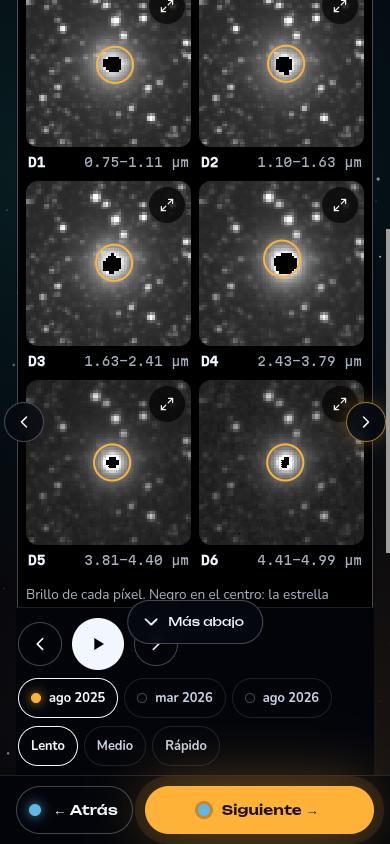 D1 0.75–1.11 µm D2 1.10–1.63 µm
D3 1.63–2.41 µm D4 2.43–3.79 µm
D5 3.81–4.40 µm D6 4.41–4.99 µm
Brillo de cada píxel. Negro en el centro: la estrella
Más abajo
ago 2025 mar 2026 ago 2026
Lento Medio Rápido
← Atrás Siguiente →